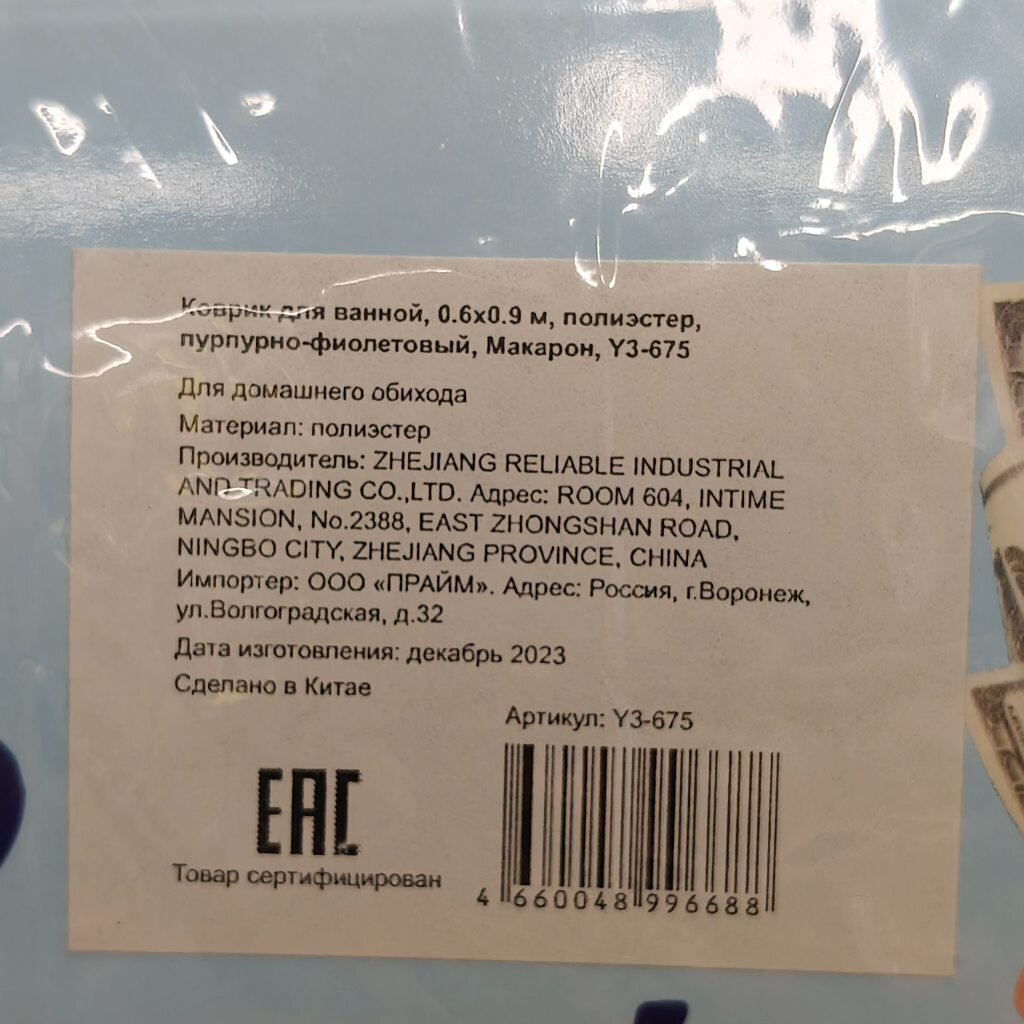 Коврик для ванной, 0.6х0.9 м, полиэстер,
пурпурно-фиолетовый, Макарон, Y3-675
Для домашнего обихода
Материал: полиэстер
Производитель: ZHEJIANG RELIABLE INDUSTRIAL
AND TRADING CO.,LTD. Адрес: ROOM 604, INTIME
MANSION, No.2388, EAST ZHONGSHAN ROAD,
NINGBO CITY, ZHEJIANG PROVINCE, CHINA
Импортер: ООО «ПРАЙМ». Адрес: Россия, г.Воронеж,
ул.Волгоградская, д.32
Дата изготовления: декабрь 2023
Сделано в Китае
Артикул: Y3-675
EAC
Товар сертифицирован
4 660048 996688